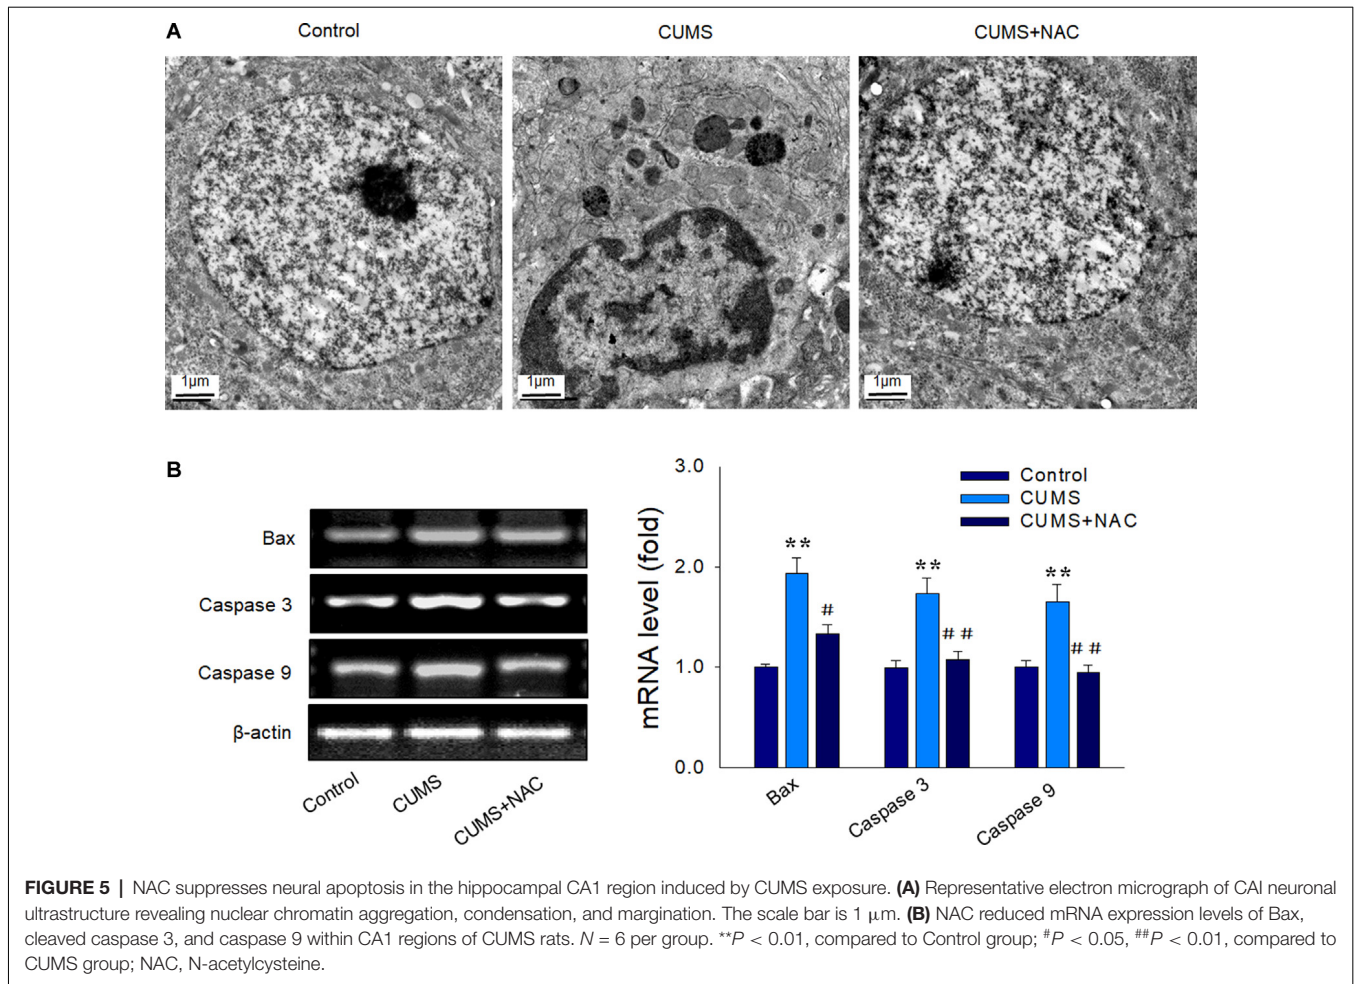 A
Control
CUMS
CUMS+NAC
1μm
1μm
1μm
B
Bax
Caspase 3
Caspase 9
β-actin
Control
CUMS
CUMS+NAC
mRNA level (fold)
3.0
2.0
1.0
0.0
Control
CUMS
CUMS+NAC
**
#
**
##
**
##
Bax
Caspase 3
Caspase 9
FIGURE 5 | NAC suppresses neural apoptosis in the hippocampal CA1 region induced by CUMS exposure. (A) Representative electron micrograph of CAI neuronal
ultrastructure revealing nuclear chromatin aggregation, condensation, and margination. The scale bar is 1 μm. (B) NAC reduced mRNA expression levels of Bax,
cleaved caspase 3, and caspase 9 within CA1 regions of CUMS rats. N = 6 per group. **P < 0.01, compared to Control group; #P < 0.05, ##P < 0.01, compared to
CUMS group; NAC, N-acetylcysteine.